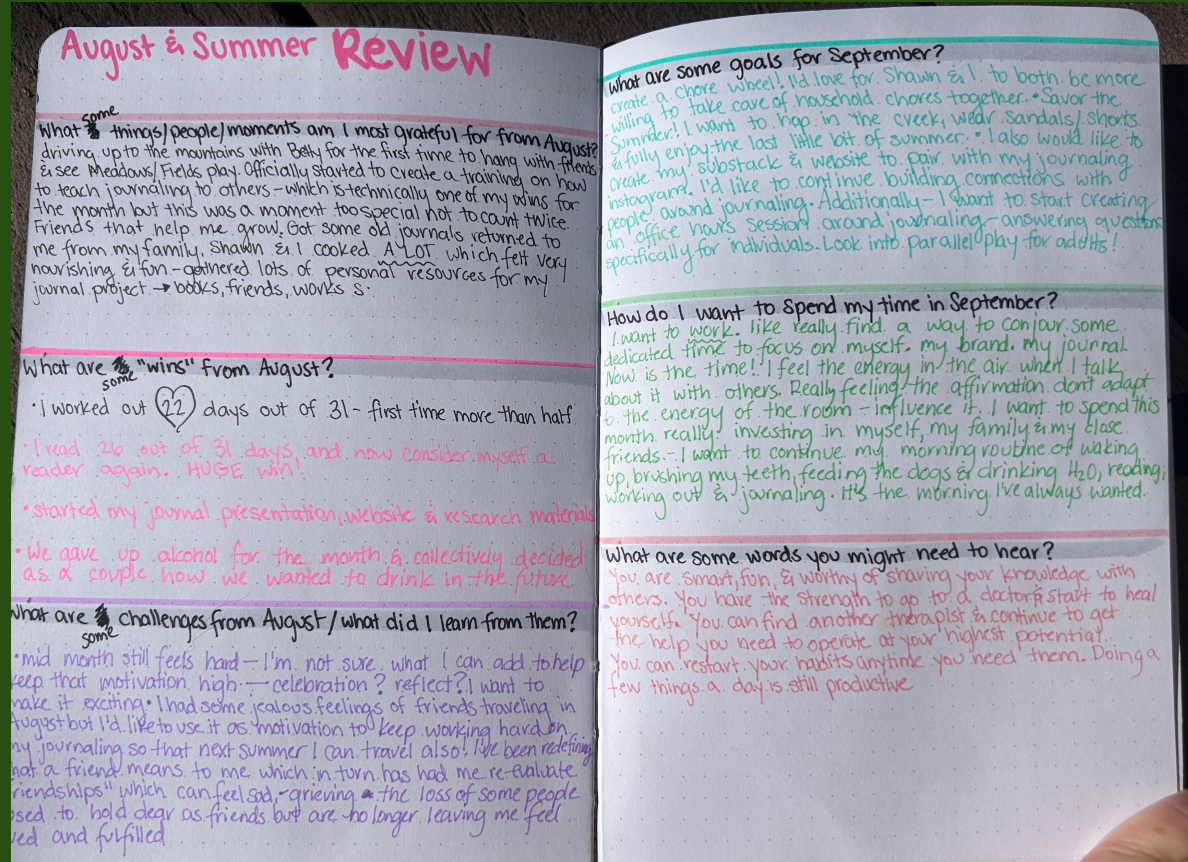 August & Summer Review
some
What things/people/moments am I most grateful for from August?
driving up to the mountains with Betty for the first time to hang with friends
& see Meadows/Fields play. Officially started to create a training on how
to teach journaling to others - which is technically one of my wins for
the month but this was a moment too special not to count twice.
Friends that help me grow. Got some old journals returned to
me from my family. Shawn & I cooked A LOT which felt very
nourishing & fun - gathered lots of personal resources for my
journal project → books, friends, works s.
What are "wins" from August?
some
• I worked out 22 days out of 31 - first time more than half
• I read 26 out of 31 days, and now consider myself a
reader again. HUGE win!
• started my journal presentation, website & research materials
• We gave up alcohol for the month & collectively decided
as a couple how we wanted to drink in the future
What are challenges from August/what did I learn from them?
some
• mid month still feels hard - I'm not sure what I can add to help
keep that motivation high - celebration? reflect? I want to
make it exciting • I had some jealous feelings of friends traveling in
August but I'd like to use it as motivation to keep working hard on
my journaling so that next summer I can travel also! I've been redefining
hat a friend means to me which in turn has had me re-evaluate
riendships" which can feel sad, - grieving the loss of some people
sed to hold dear as friends but are no longer leaving me feel
ved and fulfilled
What are some goals for September?
create a chore wheel! I'd love for Shawn & I to both be more
willing to take care of household chores together. • Savor the
Summer! I want to hop in the creek, wear sandals/shorts
& fully enjoy the last little bit of summer. • I also would like to
create my substack & website to pair with my journaling
instagram. I'd like to continue building connections with
people around journaling. Additionally - I want to start creating
an office hours session around journaling - answering questions
specifically for individuals. Look into parallel play for adults!
How do I want to spend my time in September?
I want to work. like really find a way to conjour some
dedicated time to focus on myself. my brand. my journal.
Now is the time! I feel the energy in the air when I talk
about it with others. Really feeling the affirmation don't adapt
to the energy of the room - influence it. I want to spend this
month really investing in myself, my family & my close
friends. - I want to continue my morning routine of waking
up, brushing my teeth, feeding the dogs & drinking H2O, reading,
working out & journaling. It's the morning I've always wanted.
What are some words you might need to hear?
You are smart, fun, & worthy of sharing your knowledge with
others. You have the strength to go to a doctor & start to heal
yourself. You can find another therapist & continue to get
the help you need to operate at your highest potential.
You can restart your habits anytime you need them. Doing a
few things a day is still productive